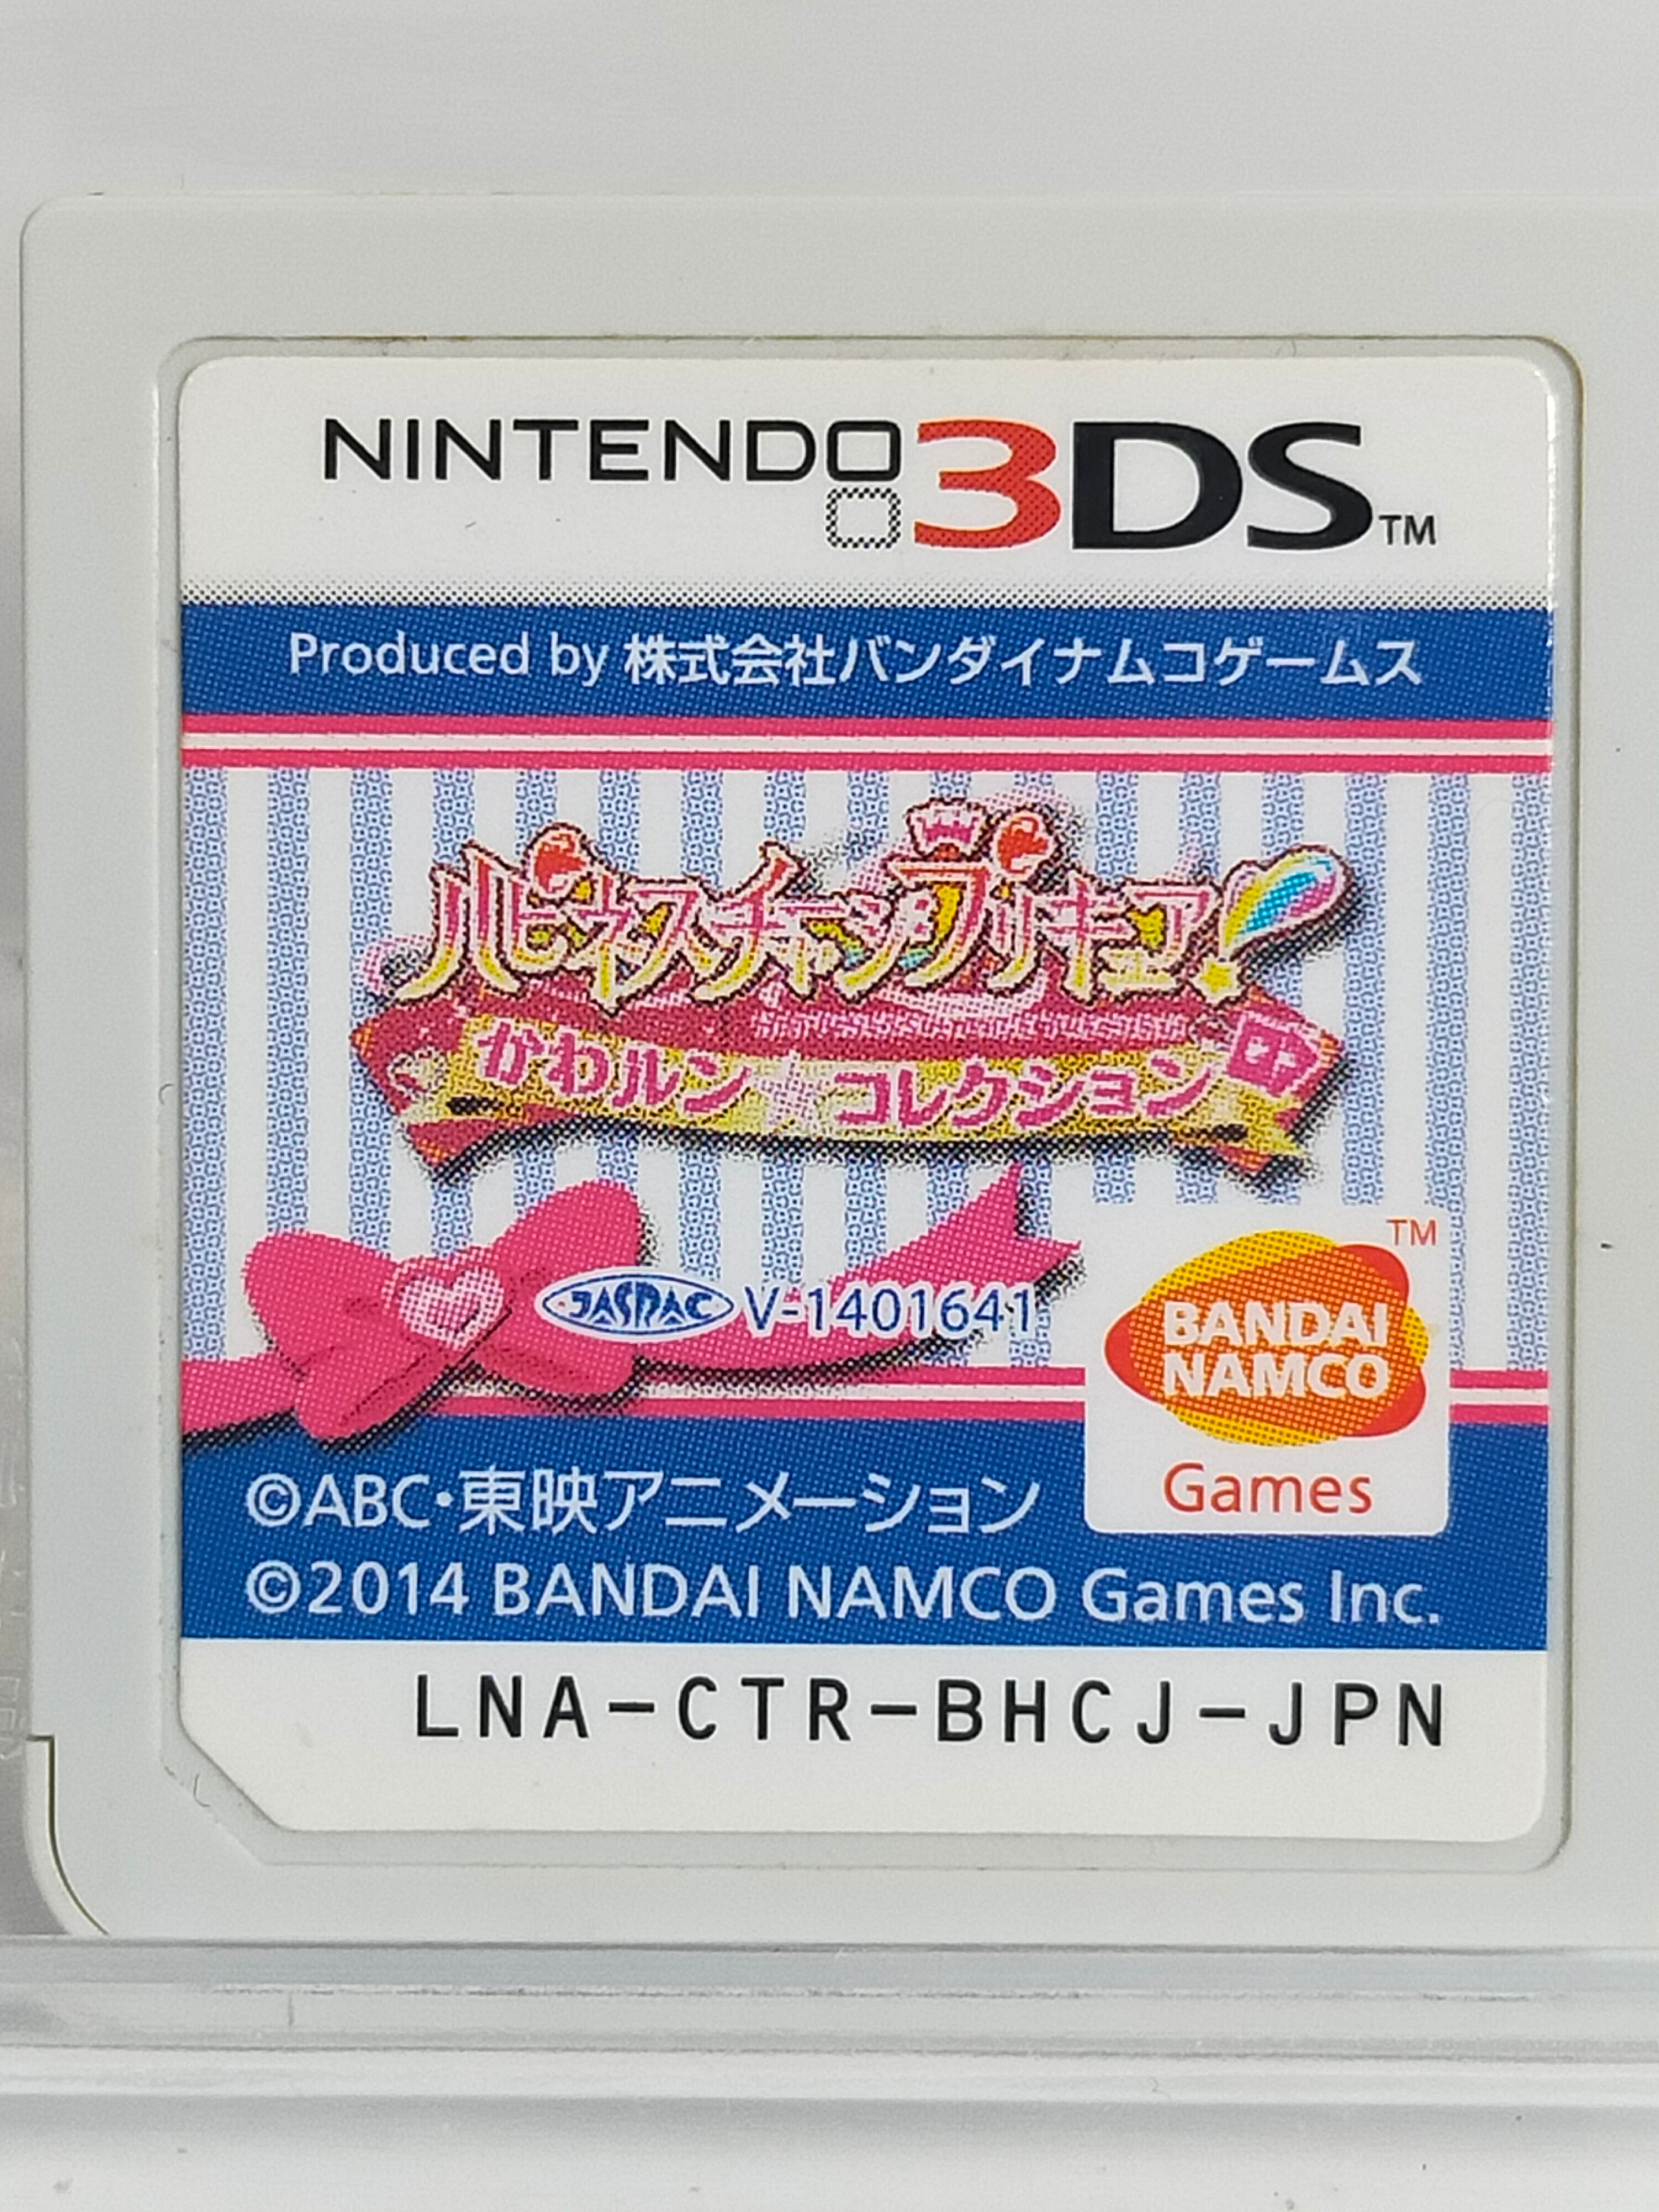 NINTENDO3DS™
Produced by 株式会社バンダイナムコゲームス
ハピネスチャージプリキュア!
かわルン☆コレクション
JASRAC V-1401641
BANDAI
NAMCO
TM
Games
©ABC・東映アニメーション
©2014 BANDAI NAMCO Games Inc.
LNA-CTR-BHCJ-JPN